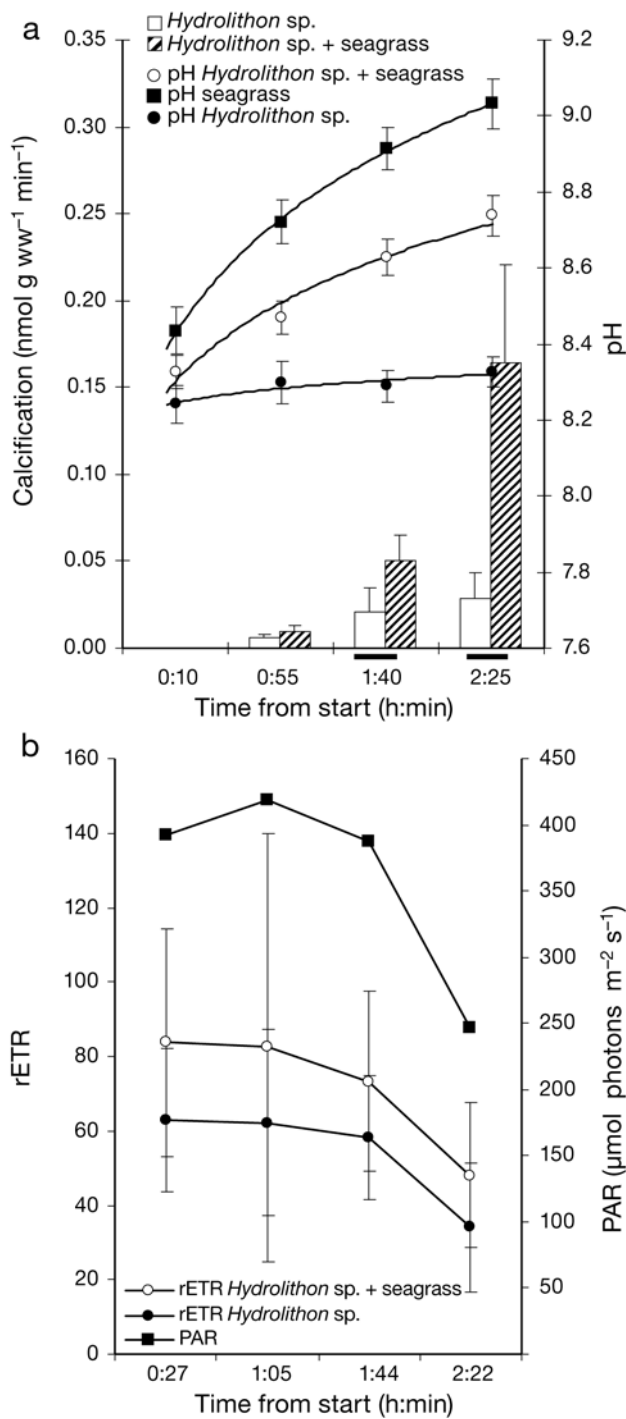 a
Hydrolithon sp.
Hydrolithon sp. + seagrass
pH Hydrolithon sp. + seagrass
pH seagrass
pH Hydrolithon sp.
Calcification (nmol g ww⁻¹ min⁻¹)
0.40
0.35
0.30
0.25
0.20
0.15
0.10
0.05
0.00
9.2
9.0
8.8
8.6
8.4
8.2
8.0
7.8
7.6
pH
0:10 0:55 1:40 2:25
Time from start (h:min)
b
rETR
160
140
120
100
80
60
40
20
0
450
400
350
300
250
200
150
100
50
PAR (µmol photons m⁻² s⁻¹)
rETR Hydrolithon sp. + seagrass
rETR Hydrolithon sp.
PAR
0:27 1:05 1:44 2:22
Time from start (h:min)